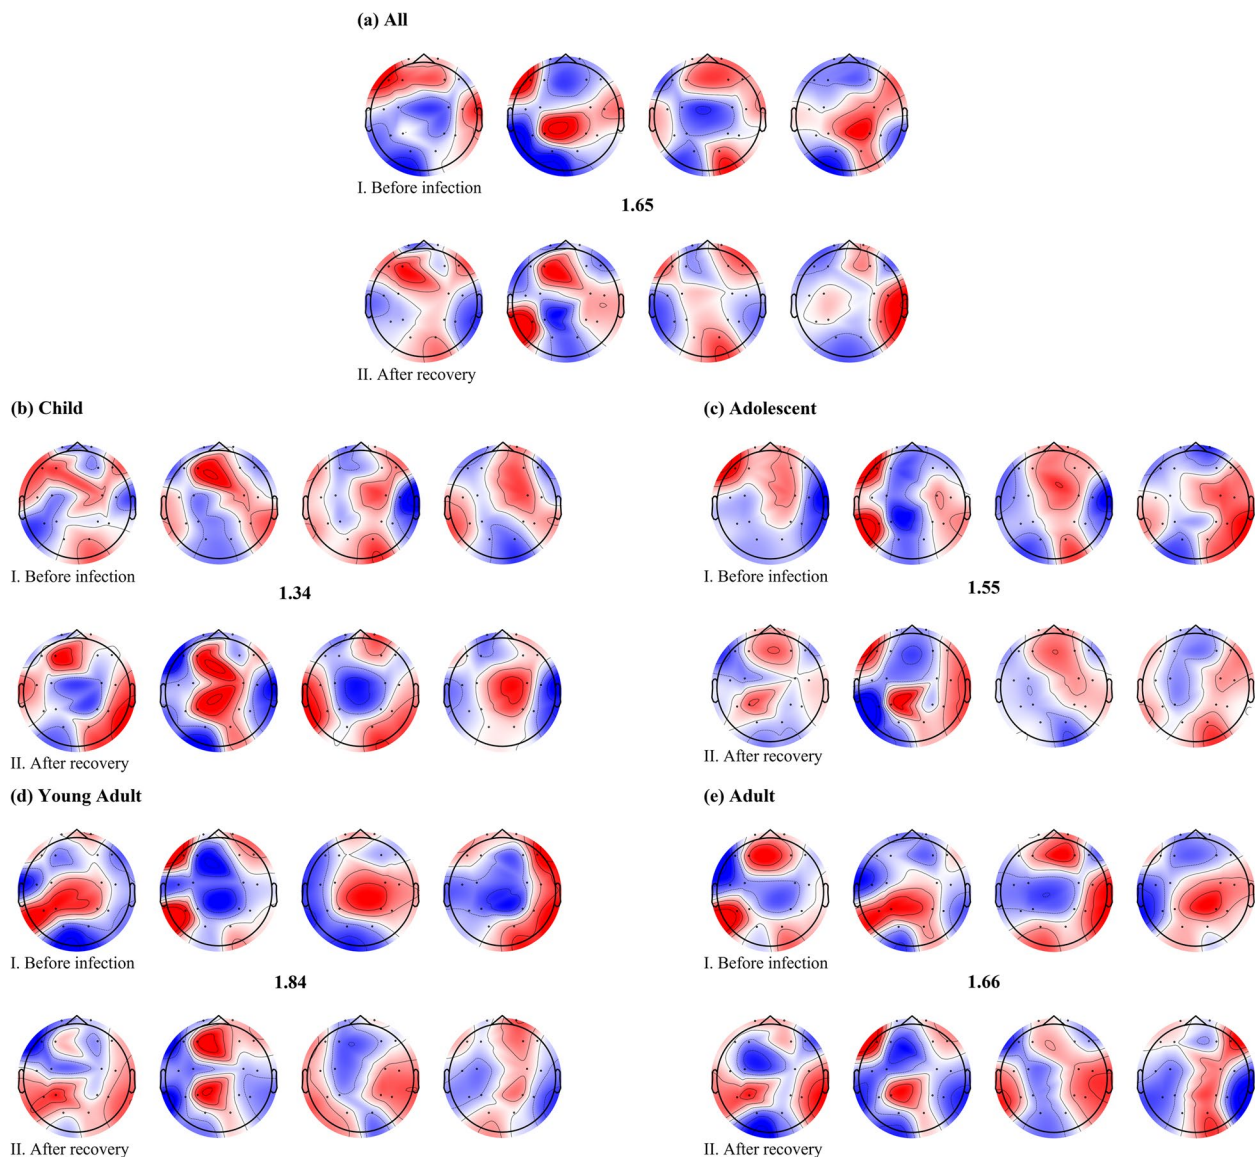 (a) All
I. Before infection
1.65
II. After recovery
(b) Child
I. Before infection
1.34
II. After recovery
(c) Adolescent
I. Before infection
1.55
II. After recovery
(d) Young Adult
I. Before infection
1.84
II. After recovery
(e) Adult
I. Before infection
1.66
II. After recovery